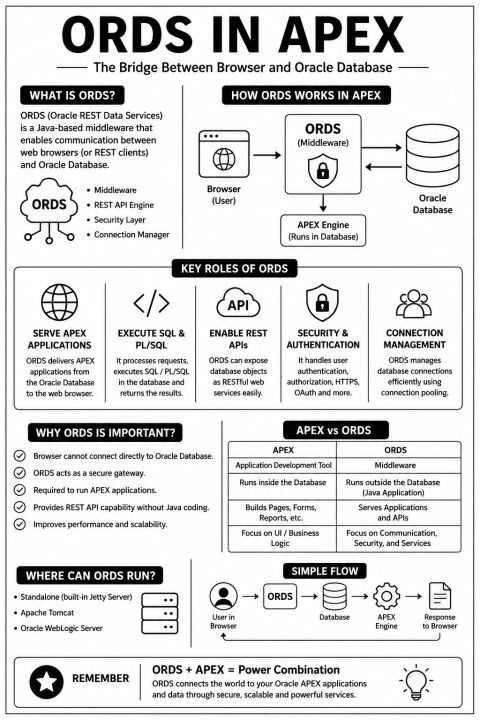 ORDS IN APEX
The Bridge Between Browser and Oracle Database
WHAT IS ORDS?
ORDS (Oracle REST Data Services)
is a Java-based middleware that
enables communication between
web browsers (or REST clients)
and Oracle Database.
ORDS
• Middleware
• REST API Engine
• Security Layer
• Connection Manager
HOW ORDS WORKS IN APEX
Browser
(User)
ORDS
(Middleware)
Oracle
Database
APEX Engine
(Runs in Database)
KEY ROLES OF ORDS
SERVE APEX
APPLICATIONS
ORDS delivers APEX
applications from
the Oracle Database
to the web browser.
</>
EXECUTE SQL &
PL/SQL
It processes requests,
executes SQL / PL/SQL
in the database and
returns the results.
API
ENABLE REST
APIs
ORDS can expose
database objects
as RESTful web
services easily.
SECURITY &
AUTHENTICATION
It handles user
authentication,
authorization, HTTPS,
OAuth and more.
CONNECTION
MANAGEMENT
ORDS manages
database connections
efficiently using
connection pooling.
WHY ORDS IS IMPORTANT?
Browser cannot connect directly to Oracle Database.
ORDS acts as a secure gateway.
Required to run APEX applications.
Provides REST API capability without Java coding.
Improves performance and scalability.
APEX vs ORDS
APEX ORDS
Application Development Tool Middleware
Runs inside the Database Runs outside the Database
(Java Application)
Builds Pages, Forms, Serves Applications
Reports, etc. and APIs
Focus on UI / Business Focus on Communication,
Logic Security, and Services
WHERE CAN ORDS RUN?
• Standalone (built-in Jetty Server)
• Apache Tomcat
• Oracle WebLogic Server
SIMPLE FLOW
User in
Browser
ORDS
Database
APEX
Engine
Response
to Browser
REMEMBER
ORDS + APEX = Power Combination
ORDS connects the world to your Oracle APEX applications
and data through secure, scalable and powerful services.